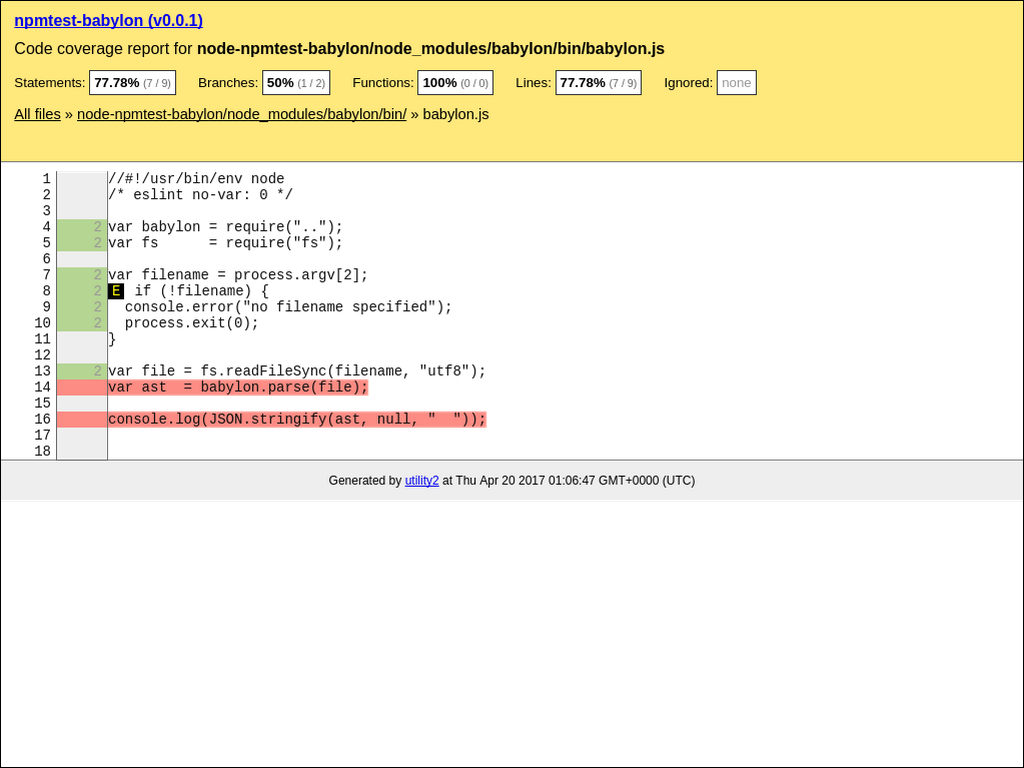 npmtest-babylon (v0.0.1)
Code coverage report for node-npmtest-babylon/node_modules/babylon/bin/babylon.js
Statements: 77.78% (7 / 9) Branches: 50% (1 / 2) Functions: 100% (0 / 0) Lines: 77.78% (7 / 9) Ignored: none
All files » node-npmtest-babylon/node_modules/babylon/bin/ » babylon.js
1 //#!/usr/bin/env node
2 /* eslint no-var: 0 */
3
4 2 var babylon = require("..");
5 2 var fs      = require("fs");
6
7 2 var filename = process.argv[2];
8 2 E if (!filename) {
9 2   console.error("no filename specified");
10 2   process.exit(0);
11 }
12
13 2 var file = fs.readFileSync(filename, "utf8");
14 var ast  = babylon.parse(file);
15
16 console.log(JSON.stringify(ast, null, "  "));
17
18
Generated by utility2 at Thu Apr 20 2017 01:06:47 GMT+0000 (UTC)